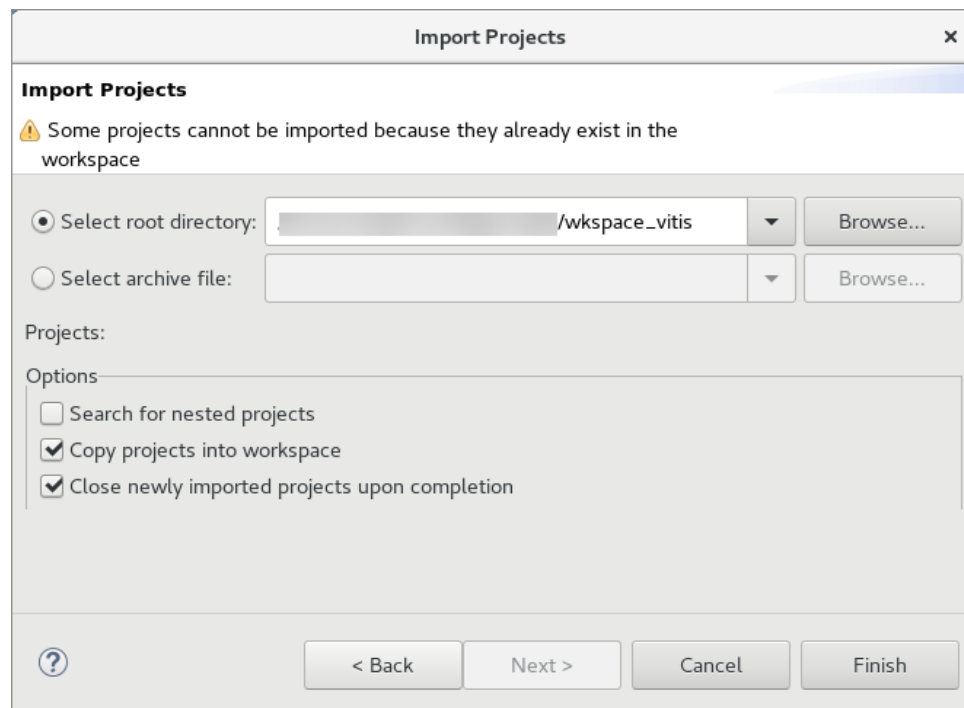 Import Projects
Import Projects
Some projects cannot be imported because they already exist in the
workspace
Select root directory: /wkspace_vitis Browse...
Select archive file: Browse...
Projects:
Options
Search for nested projects
Copy projects into workspace
Close newly imported projects upon completion
< Back Next > Cancel Finish